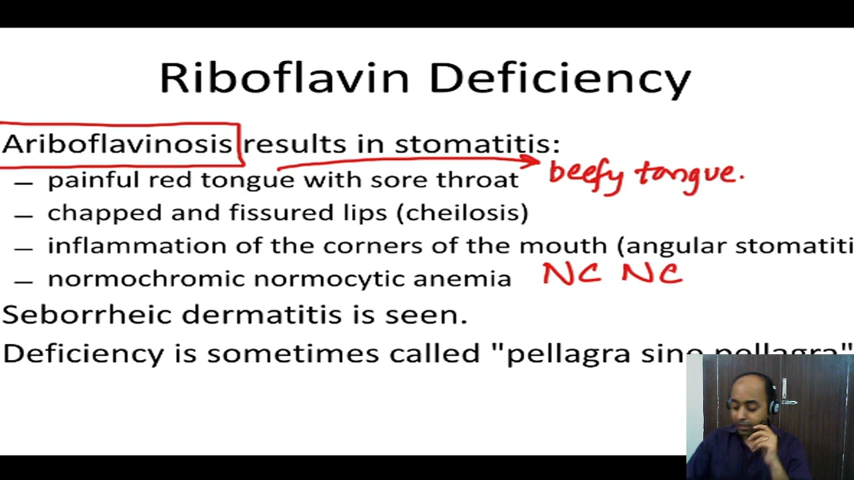 Riboflavin Deficiency
Ariboflavinosis results in stomatitis:
— painful red tongue with sore throat beefy tongue.
— chapped and fissured lips (cheilosis)
— inflammation of the corners of the mouth (angular stomatiti
— normochromic normocytic anemia NC NC
Seborrheic dermatitis is seen.
Deficiency is sometimes called "pellagra sine pellagra"